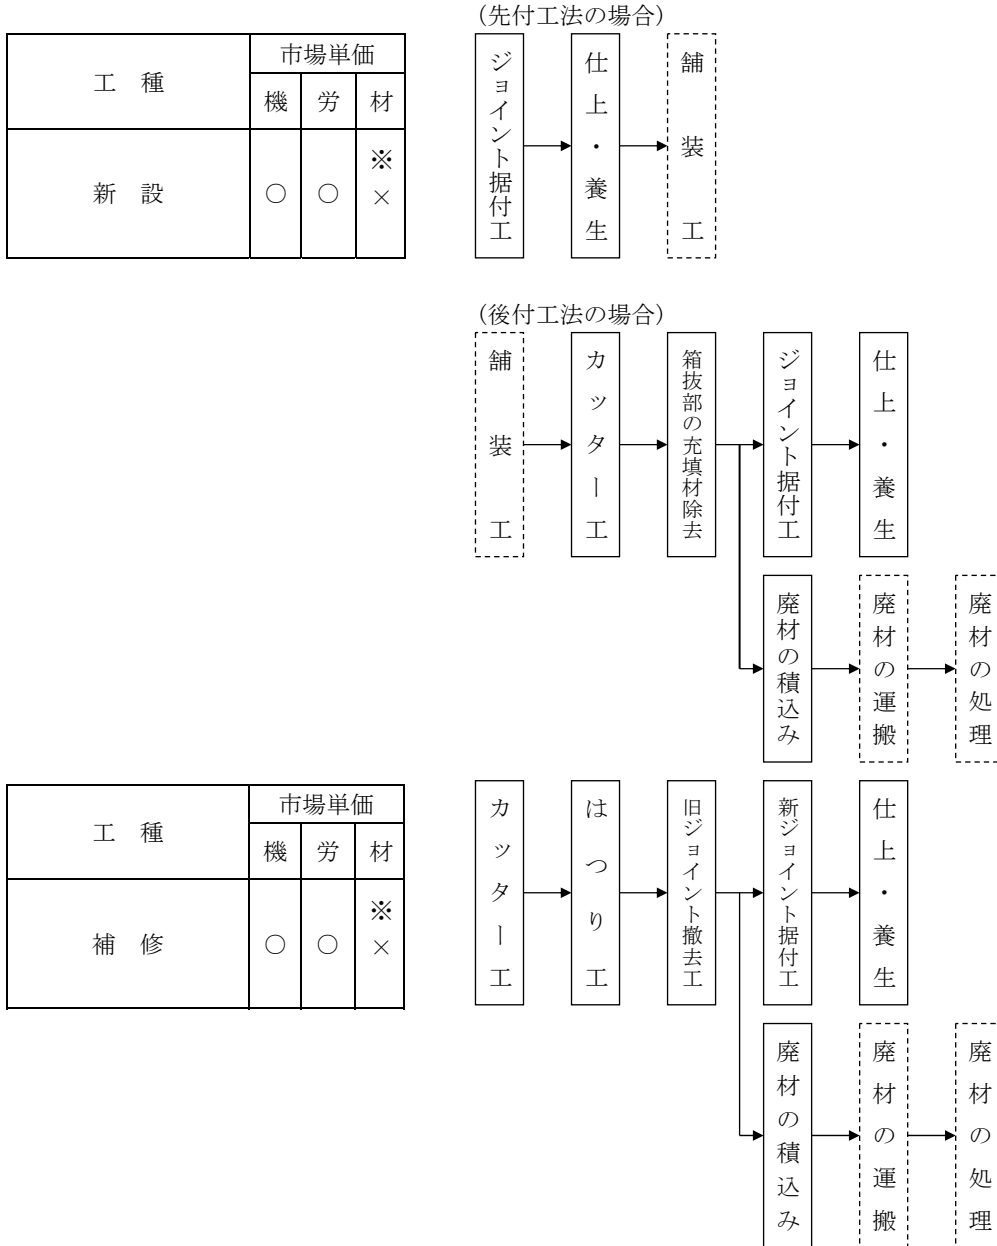 工 種
市場単価
機 労 材
新 設
○ ○ ※
×
(先付工法の場合)
ジョイント据付工
仕上・養生
舗装工
(後付工法の場合)
舗装工
カッター工
箱抜部の充填材除去
ジョイント据付工
仕上・養生
廃材の積込み
廃材の運搬
廃材の処理
工 種
市場単価
機 労 材
補 修
○ ○ ※
×
カッター工
はつり工
旧ジョイント撤去工
新ジョイント据付工
仕上・養生
廃材の積込み
廃材の運搬
廃材の処理